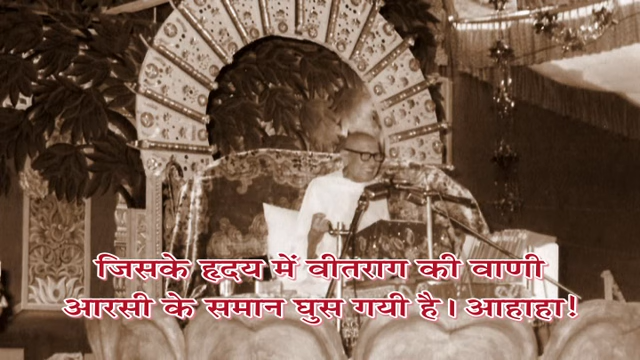 जिसके हृदय में वीतराग की वाणी
आरसी के समान घुस गयी है। आहाहा!